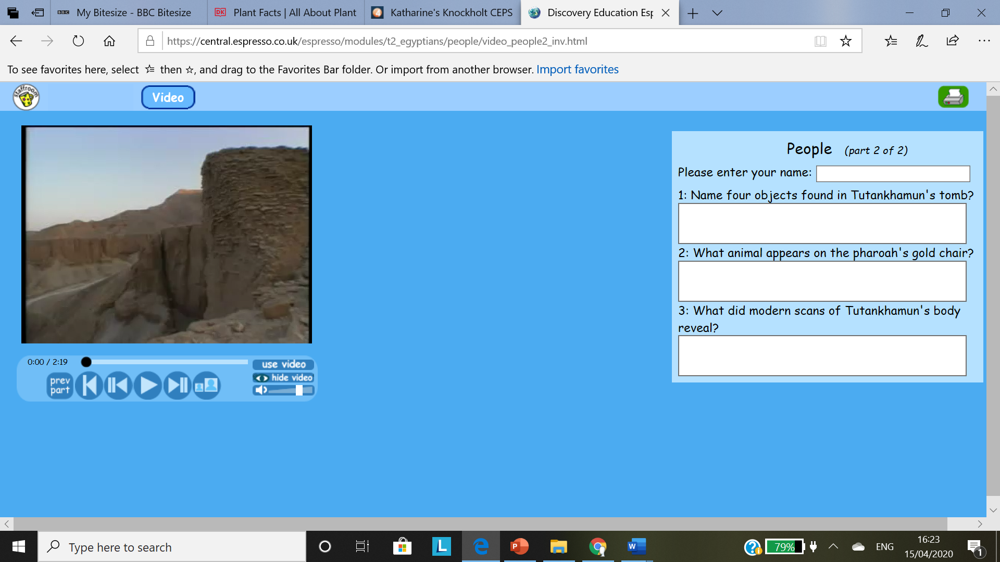 My Bitesize - BBC Bitesize
DK Plant Facts | All About Plant
Katharine's Knockholt CEPS
Discovery Education Esp
https://central.espresso.co.uk/espresso/modules/t2_egyptians/people/video_people2_inv.html
To see favorites here, select then , and drag to the Favorites Bar folder. Or import from another browser. Import favorites
staffroom
Video
People (part 2 of 2)
Please enter your name:
1: Name four objects found in Tutankhamun's tomb?
2: What animal appears on the pharoah's gold chair?
3: What did modern scans of Tutankhamun's body
reveal?
0:00 / 2:19
use video
hide video
prev
part
Type here to search
L
P
W
79%
ENG
16:23
15/04/2020
1